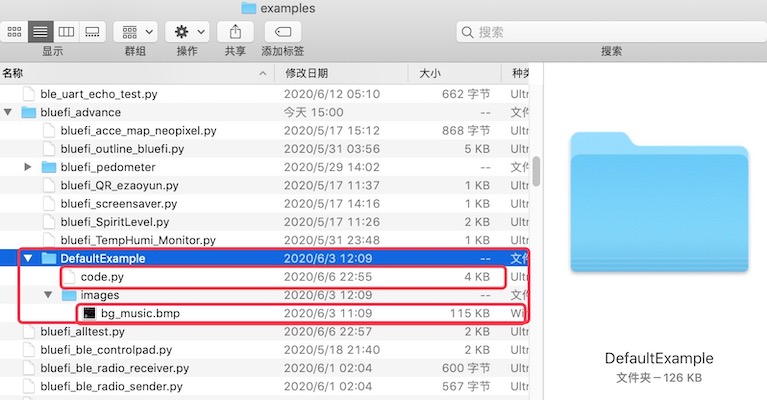 examples
显示 群组 操作 共享 添加标签 搜索
搜索
名称 修改日期 大小 种类
ble_uart_echo_test.py 2020/6/12 05:10 662 字节 Ultr
bluefi_advance 今天 15:00 -- 文件
bluefi_acce_map_neopixel.py 2020/5/17 15:12 868 字节 Ultr
bluefi_outline_bluefi.py 2020/5/31 03:56 5 KB Ultr
bluefi_pedometer 2020/5/29 14:02 -- 文件
bluefi_QR_ezaoyun.py 2020/5/17 11:37 1 KB Ultr
bluefi_screensaver.py 2020/5/17 14:16 1 KB Ultr
bluefi_SpiritLevel.py 2020/5/17 11:26 2 KB Ultr
bluefi_TempHumi_Monitor.py 2020/5/31 23:48 1 KB Ultr
DefaultExample 2020/6/3 12:09 -- 文件
code.py 2020/6/6 22:55 4 KB Ultr
images 2020/6/3 12:09 -- 文件
bg_music.bmp 2020/6/3 11:09 115 KB Wi
bluefi_alltest.py 2020/6/6 22:57 2 KB Ultr
bluefi_ble_controlpad.py 2020/5/18 21:40 2 KB Ultr
bluefi_ble_radio_receiver.py 2020/6/1 02:04 600 字节 Ultr
bluefi_ble_radio_sender.py 2020/6/1 02:04 567 字节 Ultr
DefaultExample
文件夹 – 126 KB